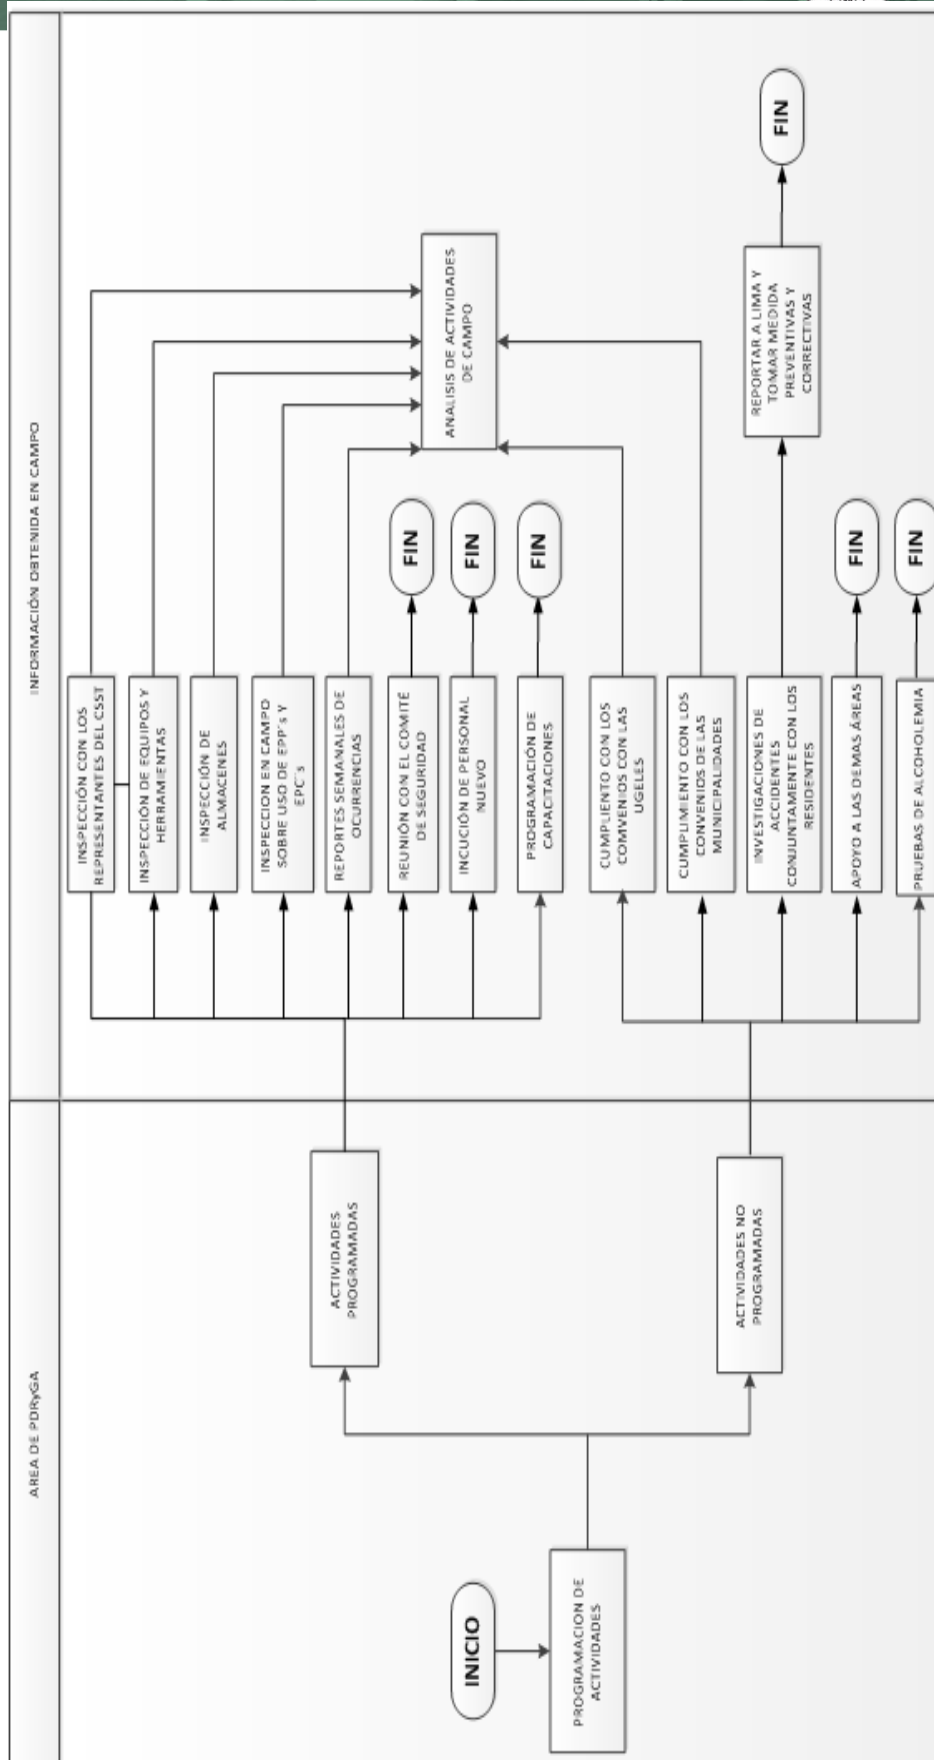 AREA DE PDRyGA
INFORMACIÓN OBTENIDA EN CAMPO
INICIO
PROGRAMACION DE
ACTIVIDADES
ACTIVIDADES
PROGRAMADAS
ACTIVIDADES NO
PROGRAMADAS
INSPECCIÓN CON LOS
REPRESENTANTES DEL CSST
INSPECCIÓN DE EQUIPOS Y
HERRAMIENTAS
INSPECCIÓN DE
ALMACENES
INSPECCION EN CAMPO
SOBRE USO DE EPP´s Y
EPC´s
REPORTES SEMANALES DE
OCURRENCIAS
REUNIÓN CON EL COMITÉ
DE SEGURIDAD
INCUCIÓN DE PERSONAL
NUEVO
PROGRAMACIÓN DE
CAPACITACIONES
CUMPLIENTO CON LOS
COMVENIOS CON LAS
UGELES
CUMPLIMIENTO CON LOS
CONVENIOS DE LAS
MUNICIPALIDADES
INVESTIGACIONES DE
ACCIDENTES
CONJUNTAMENTE CON LOS
RESIDENTES
APOYO A LAS DEMAS ÁREAS
PRUEBAS DE ALCOHOLEMIA
FIN
FIN
FIN
FIN
FIN
ANALISIS DE ACTIVIDADES
DE CAMPO
REPORTAR A LIMA Y
TOMAR MEDIDA
PREVENTIVAS Y
CORRECTIVAS
FIN